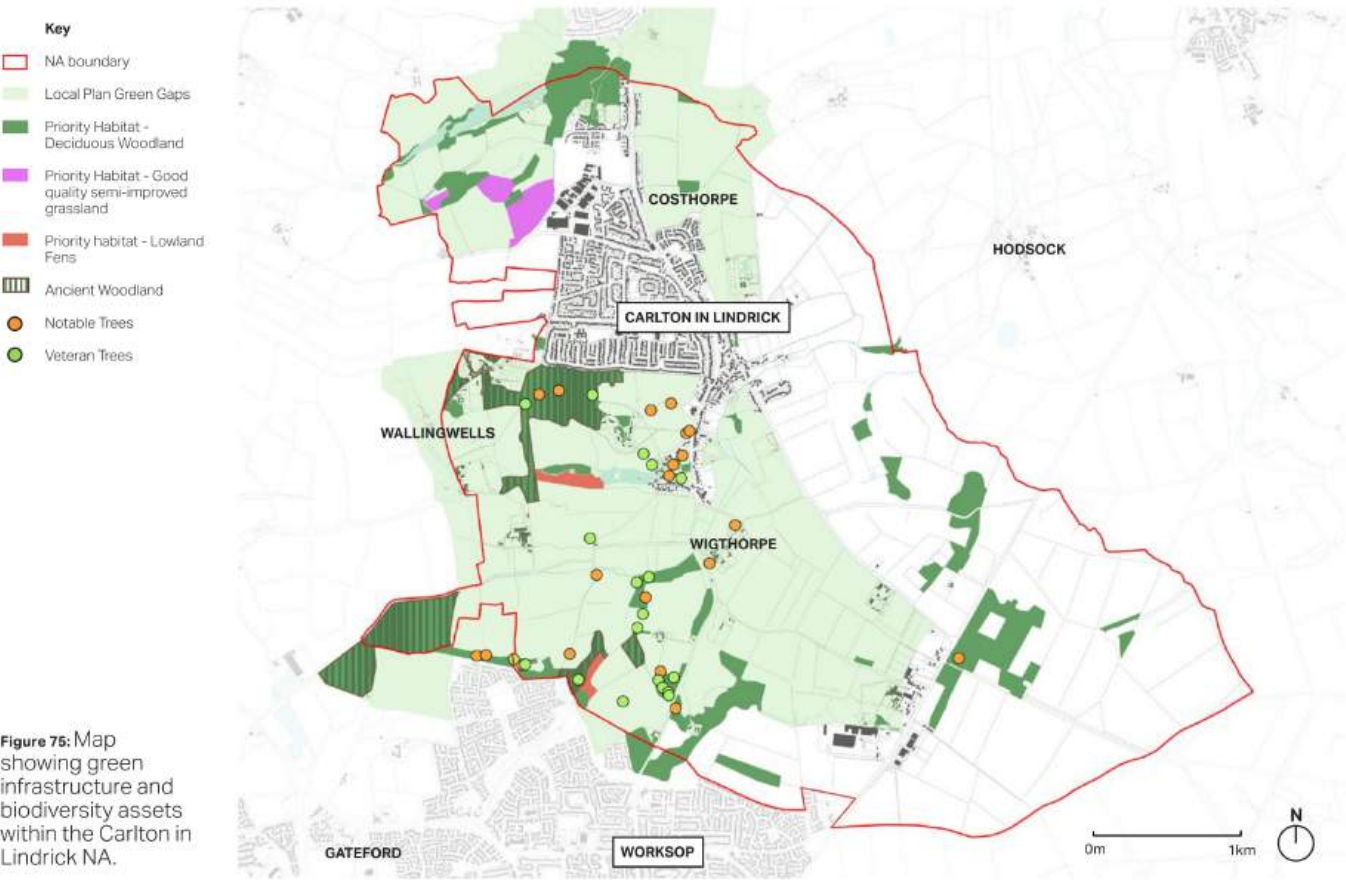 Key
NA boundary
Local Plan Green Gaps
Priority Habitat -
Deciduous Woodland
Priority Habitat - Good
quality semi-improved
grassland
Priority habitat - Lowland
Fens
Ancient Woodland
Notable Trees
Veteran Trees
COSTHORPE
HODSOCK
CARLTON IN LINDRICK
WALLINGWELLS
WIGTHORPE
GATEFORD
WORKSOP
0m
1km
N
Figure 75: Map
showing green
infrastructure and
biodiversity assets
within the Carlton in
Lindrick NA.